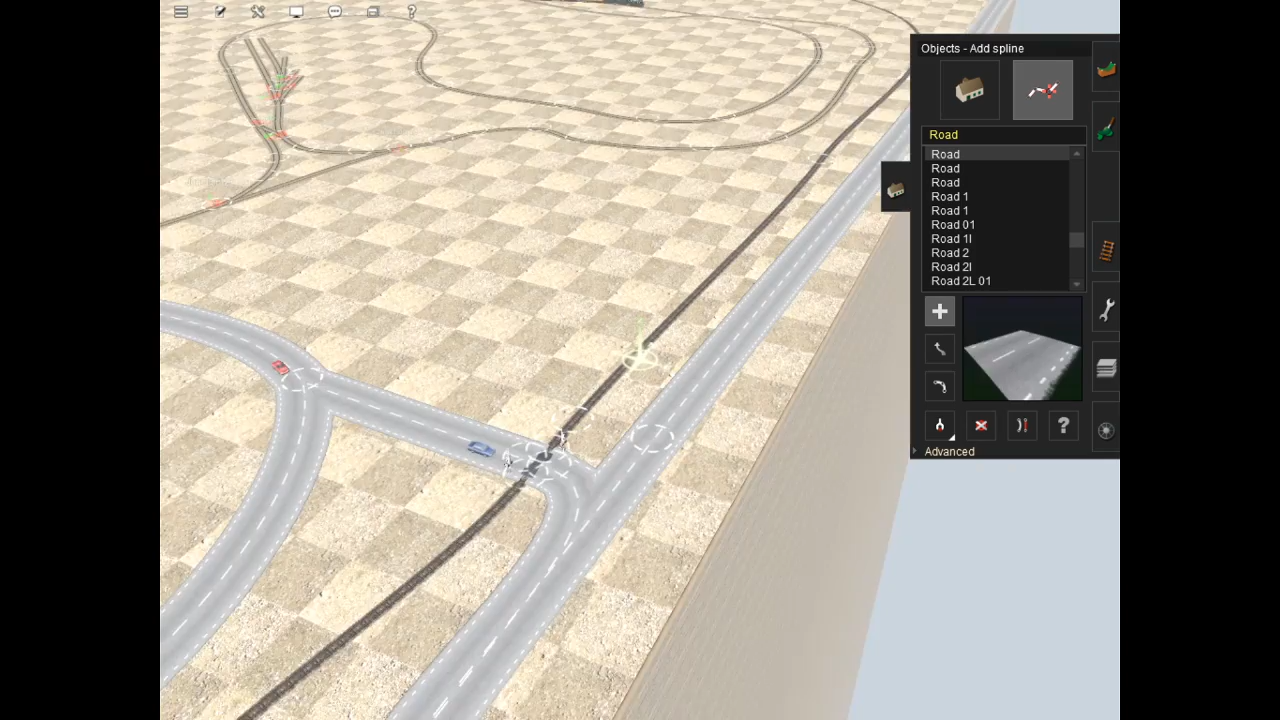 ?
Objects - Add spline
Road
Road
Road
Road
Road 1
Road 1
Road 01
Road 1l
Road 2
Road 2l
Road 2L 01
?
Advanced